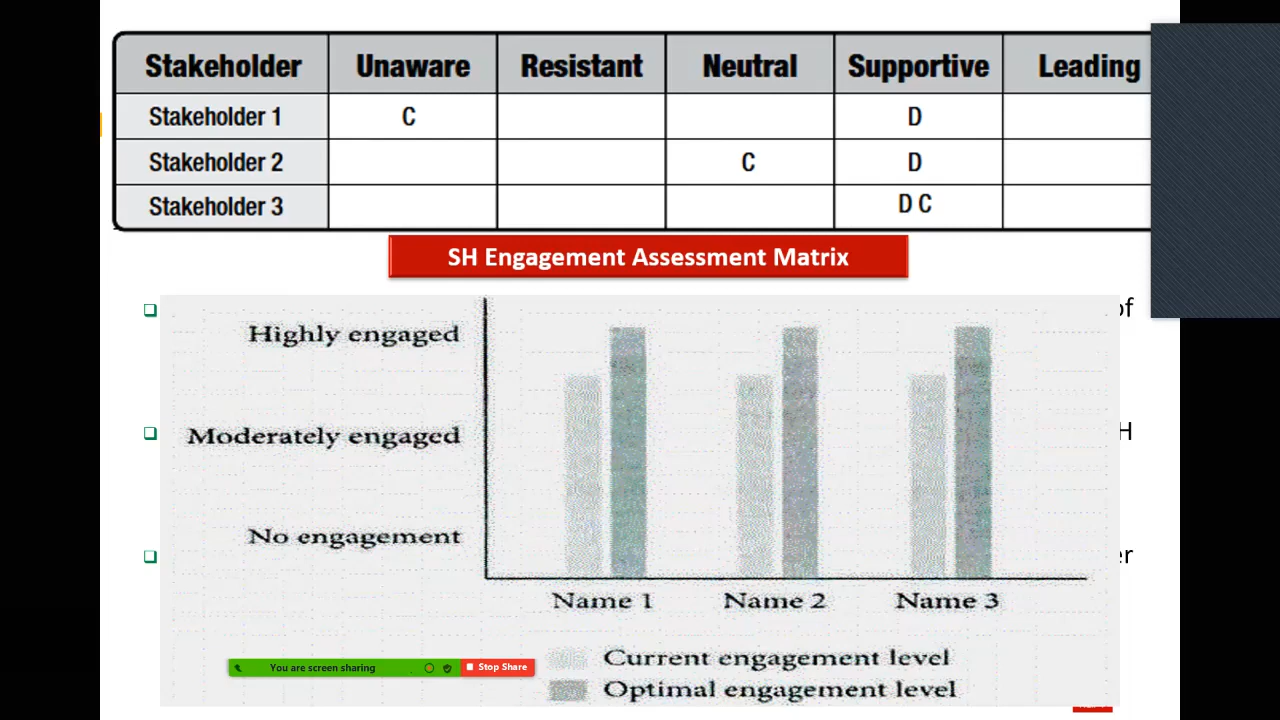 Stakeholder Unaware Resistant Neutral Supportive Leading
Stakeholder 1 C D
Stakeholder 2 C D
Stakeholder 3 D C
SH Engagement Assessment Matrix
of
Highly engaged
Moderately engaged
H
No engagement
er
Name 1 Name 2 Name 3
Current engagement level
You are screen sharing Stop Share
Optimal engagement level